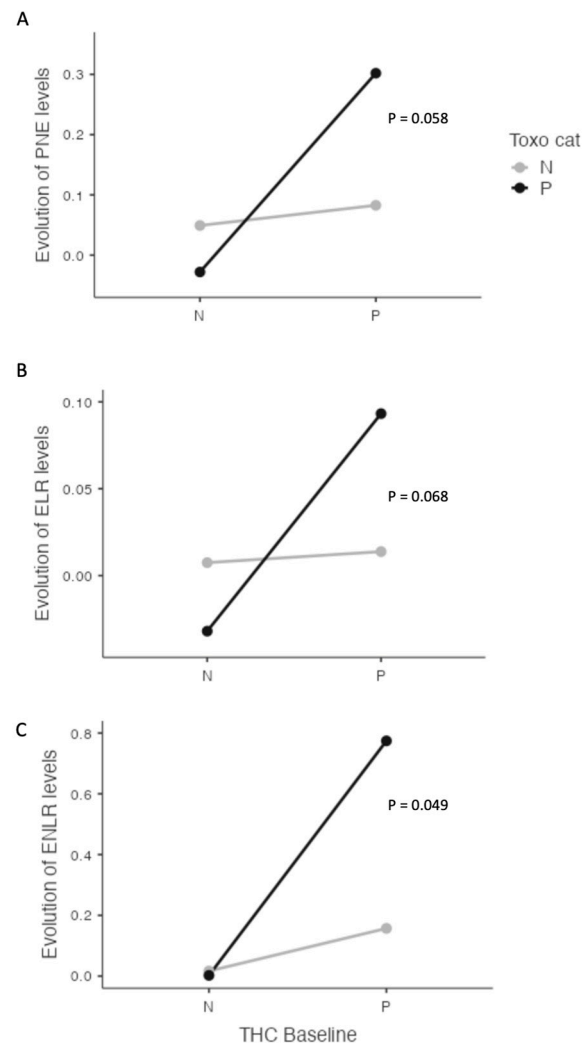 A
Evolution of PNE levels
0.3
0.2
0.1
0.0
P = 0.058
N
P
Toxo cat
N
P
B
Evolution of ELR levels
0.10
0.05
0.00
P = 0.068
N
P
C
Evolution of ENLR levels
0.8
0.6
0.4
0.2
0.0
P = 0.049
N
P
THC Baseline